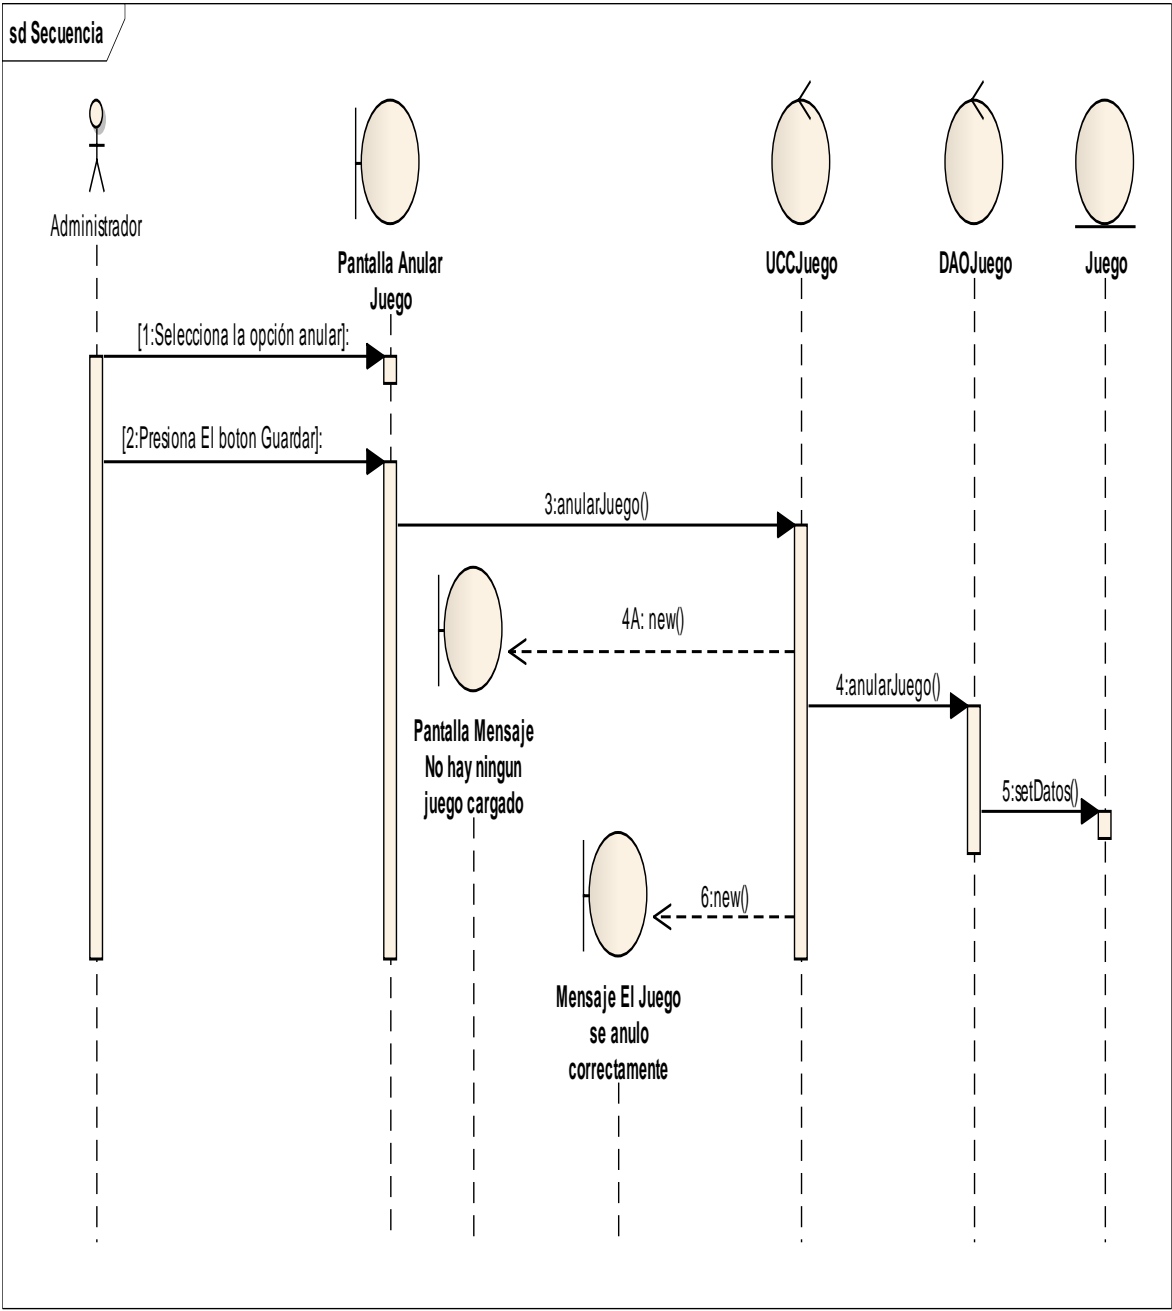 sd Secuencia
Administrador
Pantalla Anular
Juego
UCCJuego
DAOJuego
Juego
[1:Selecciona la opción anular]:
[2:Presiona El boton Guardar]:
3:anularJuego()
4A: new()
4:anularJuego()
Pantalla Mensaje
No hay ningun
juego cargado
5:setDatos()
6:new()
Mensaje El Juego
se anulo
correctamente